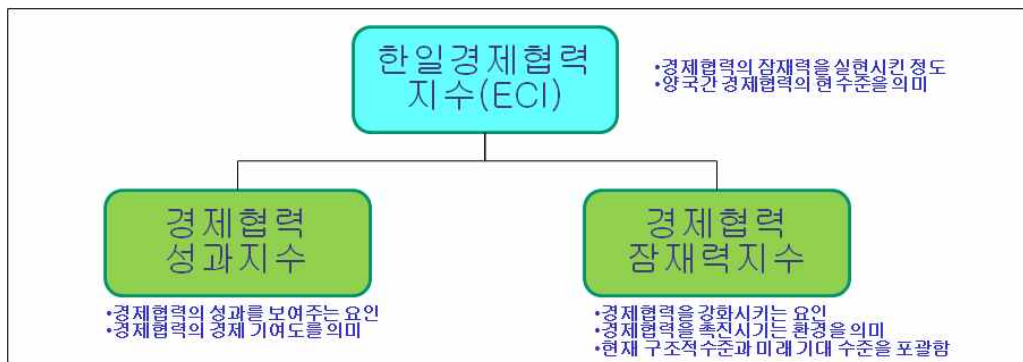 한일경제협력
지수(ECI)
•경제협력의 잠재력을 실현시킨 정도
•양국간 경제협력의 현 수준을 의미
경제협력
성과지수
경제협력
잠재력지수
•경제협력의 성과를 보여주는 요인
•경제협력의 경제 기여도를 의미
•경제협력을 강화시키는 요인
•경제협력을 촉진시키는 환경을 의미
•현재 구조적수준과 미래 기대 수준을 포괄함